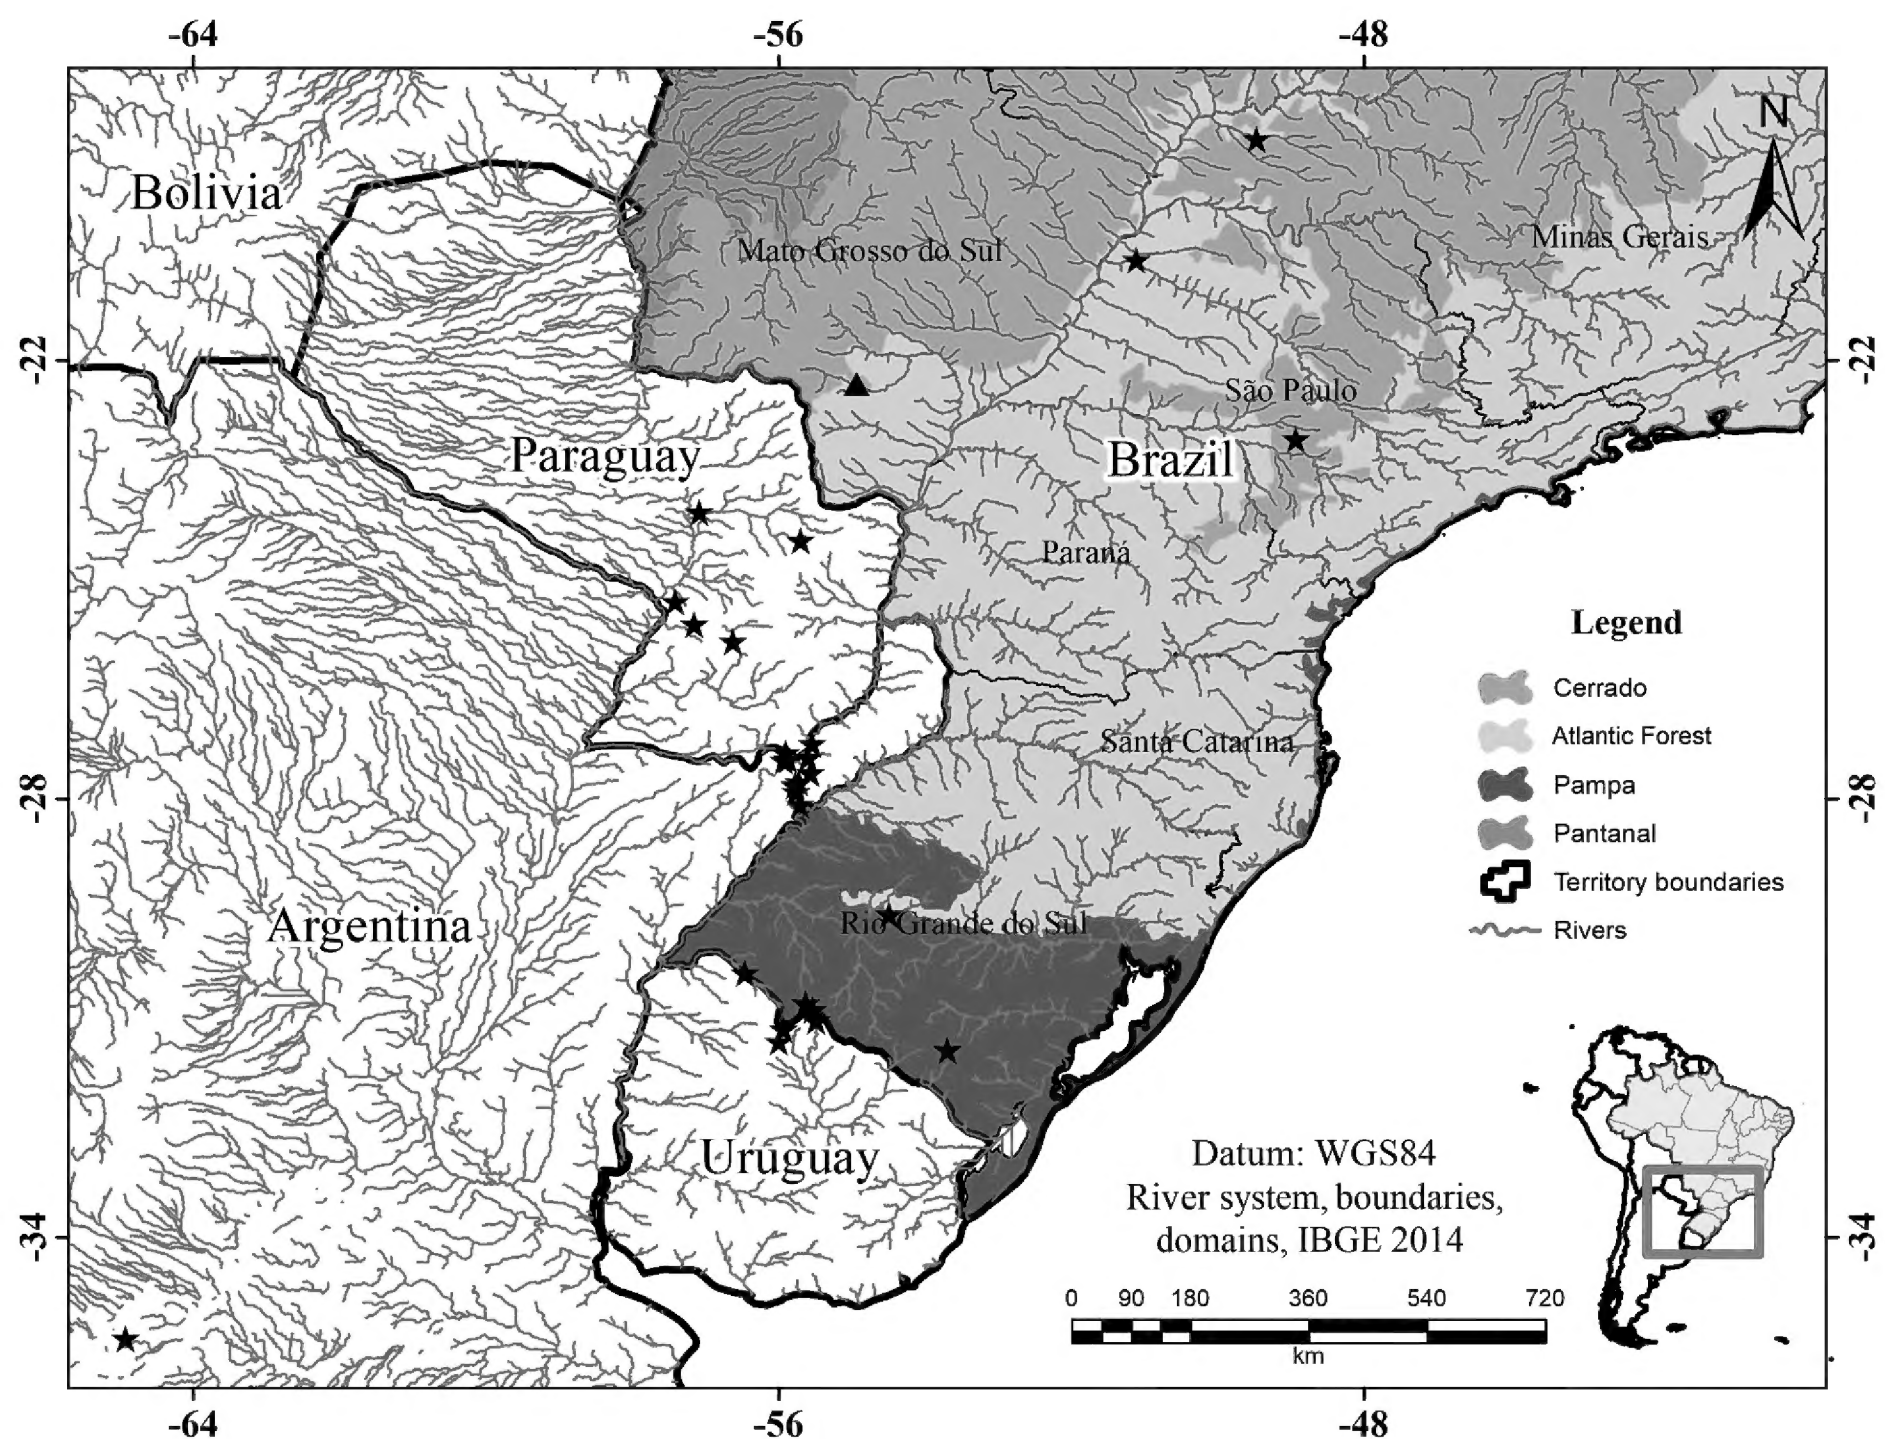 -64 -56 -48
N
Bolivia
Mato Grosso do Sul
Minas Gerais
-22 -22
São Paulo
Paraguay
Brazil
Paraná
Legend
Cerrado
Santa Catarina
Atlantic Forest
Pampa
-28 -28
Pantanal
Territory boundaries
Argentina
Rio Grande do Sul
Rivers
Uruguay
Datum: WGS84
River system, boundaries,
domains, IBGE 2014
-34 -34
0 90 180 360 540 720
km
-64 -56 -48